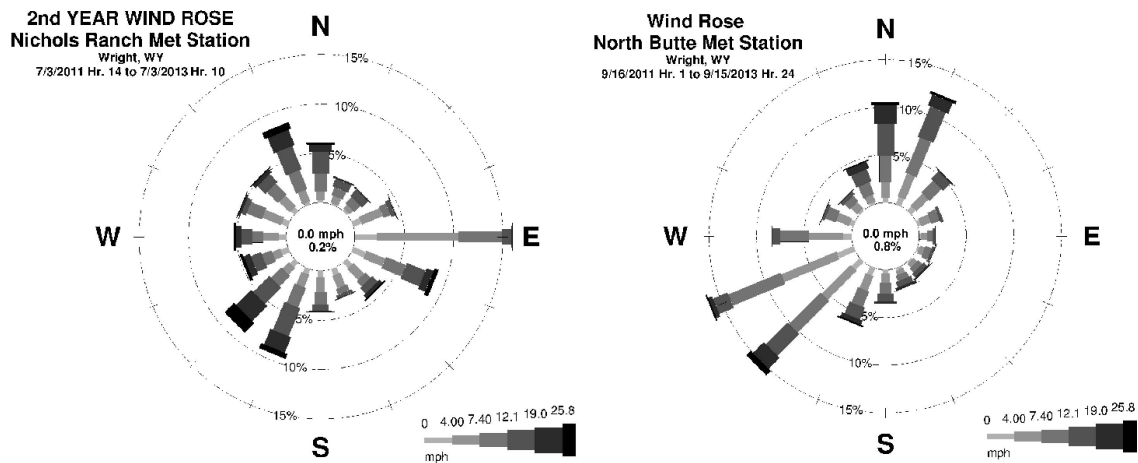 2nd YEAR WIND ROSE
Nichols Ranch Met Station
Wright, WY
7/3/2011 Hr. 14 to 7/3/2013 Hr. 10
N
15%
10%
5%
W
0.0 mph
0.2%
E
5%
10%
15%
S
0 4.00 7.40 12.1 19.0 25.8
mph
Wind Rose
North Butte Met Station
Wright, WY
9/16/2011 Hr. 1 to 9/15/2013 Hr. 24
N
15%
10%
5%
W
0.0 mph
0.8%
E
5%
10%
15%
S
0 4.00 7.40 12.1 19.0 25.8
mph